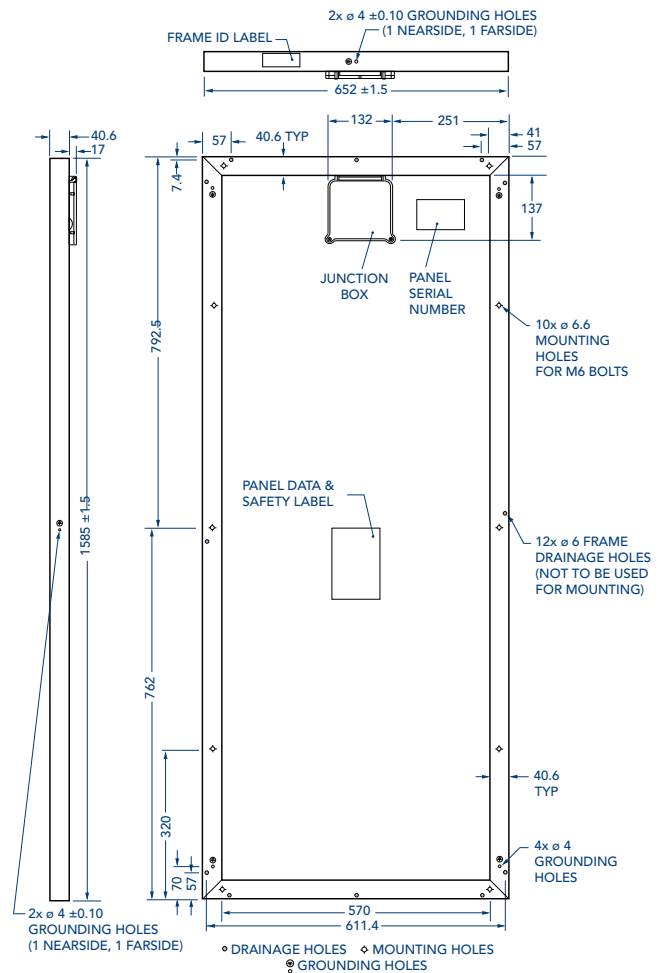 2x ø 4 ±0.10 GROUNDING HOLES
(1 NEARSIDE, 1 FARSIDE)
FRAME ID LABEL
652 ±1.5
40.6
17
57
40.6 TYP
132
251
41
57
7.4
137
JUNCTION
BOX
PANEL
SERIAL
NUMBER
10x ø 6.6
MOUNTING
HOLES
FOR M6 BOLTS
792.5
1585 ±1.5
PANEL DATA &
SAFETY LABEL
12x ø 6 FRAME
DRAINAGE HOLES
(NOT TO BE USED
FOR MOUNTING)
762
320
40.6
TYP
70
57
4x ø 4
GROUNDING
HOLES
2x ø 4 ±0.10
GROUNDING HOLES
(1 NEARSIDE, 1 FARSIDE)
570
611.4
DRAINAGE HOLES MOUNTING HOLES
GROUNDING HOLES